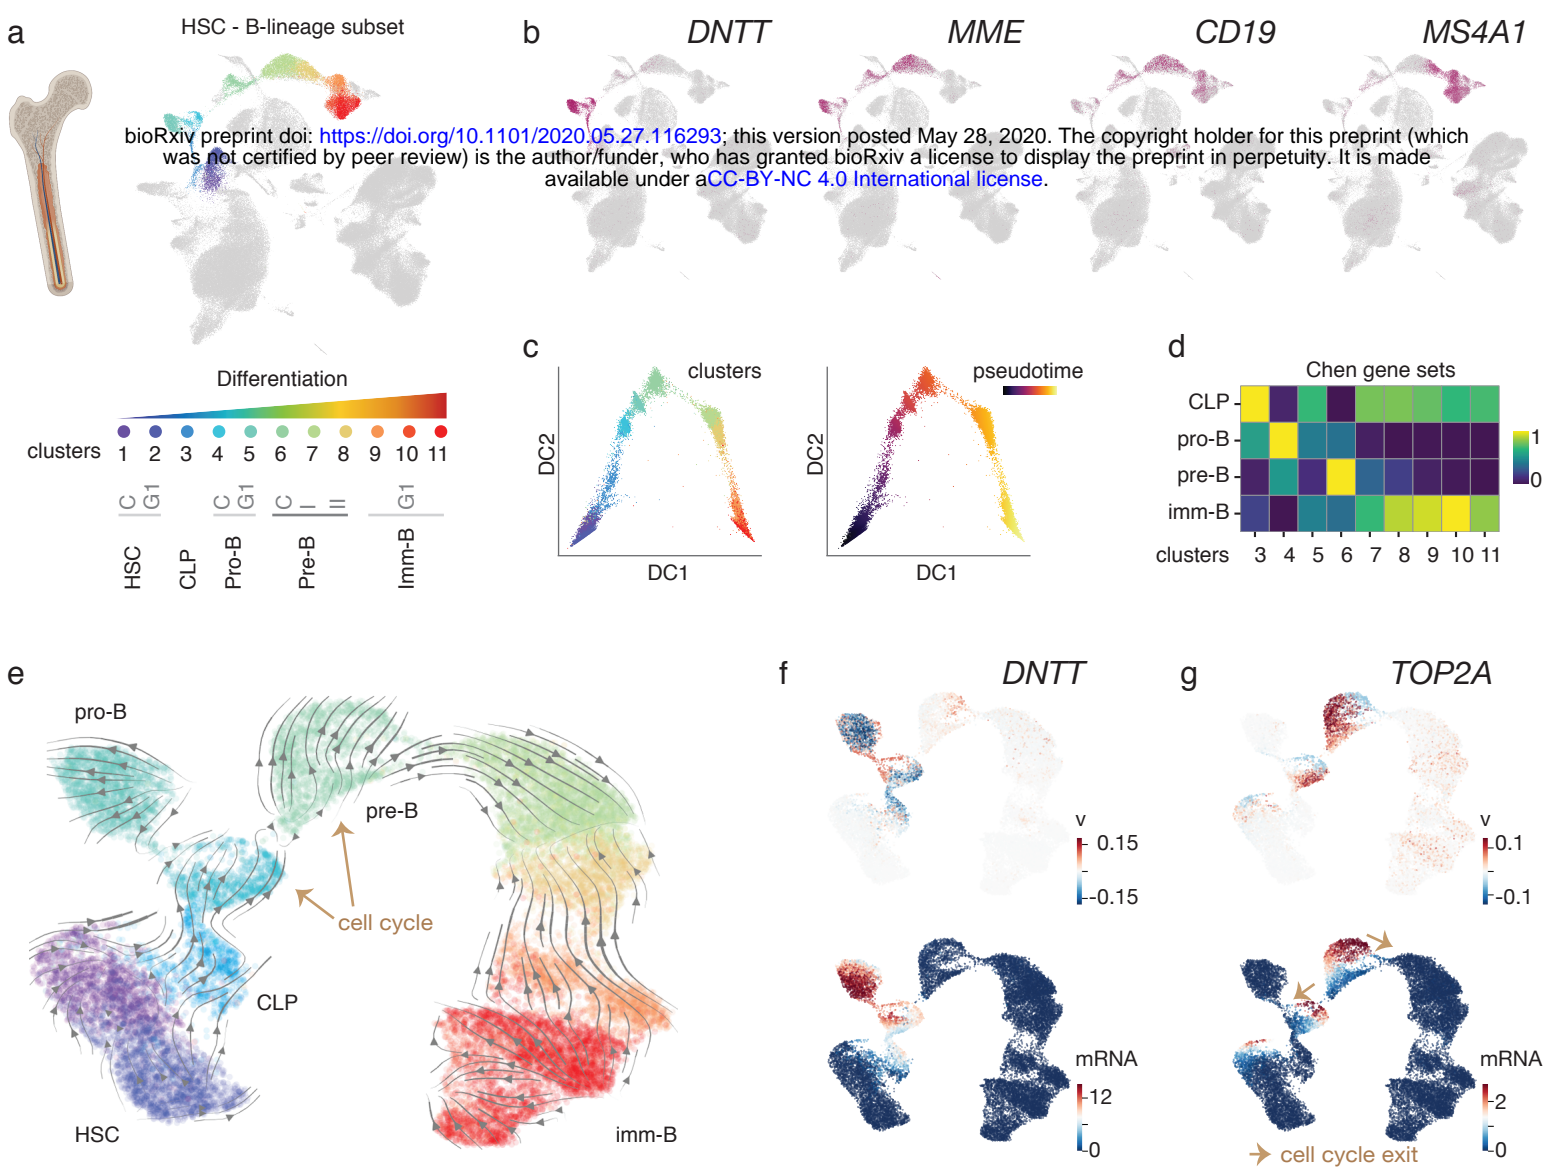 a
HSC - B-lineage subset
b
DNTT
MME
CD19
MS4A1
bioRxiv preprint doi: https://doi.org/10.1101/2020.05.27.116293; this version posted May 28, 2020. The copyright holder for this preprint (which
was not certified by peer review) is the author/funder, who has granted bioRxiv a license to display the preprint in perpetuity. It is made
available under aCC-BY-NC 4.0 International license.
Differentiation
clusters 1 2 3 4 5 6 7 8 9 10 11
C G1 C G1 C I II G1
HSC CLP Pro-B Pre-B Imm-B
c
clusters
DC2
DC1
pseudotime
DC2
DC1
d
Chen gene sets
CLP
pro-B
pre-B
imm-B
1
0
clusters 3 4 5 6 7 8 9 10 11
e
pro-B
pre-B
cell cycle
CLP
HSC
imm-B
f
DNTT
v
0.15
-0.15
mRNA
12
0
g
TOP2A
v
0.1
-0.1
mRNA
2
0
cell cycle exit